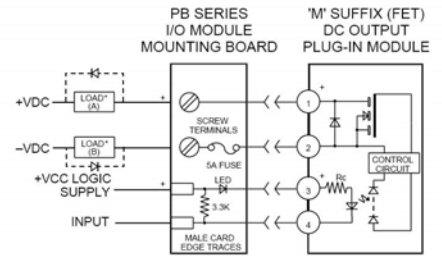 PB SERIES
I/O MODULE
MOUNTING BOARD
'M' SUFFIX (FET)
DC OUTPUT
PLUG-IN MODULE
+VDC
LOAD*
(A)
+
SCREW
TERMINALS
1
+
–VDC
LOAD*
(B)
5A FUSE
2
CONTROL
CIRCUIT
+VCC LOGIC
SUPPLY
+
LED
3
+
Rc
3.3K
INPUT
4
MALE CARD
EDGE TRACES